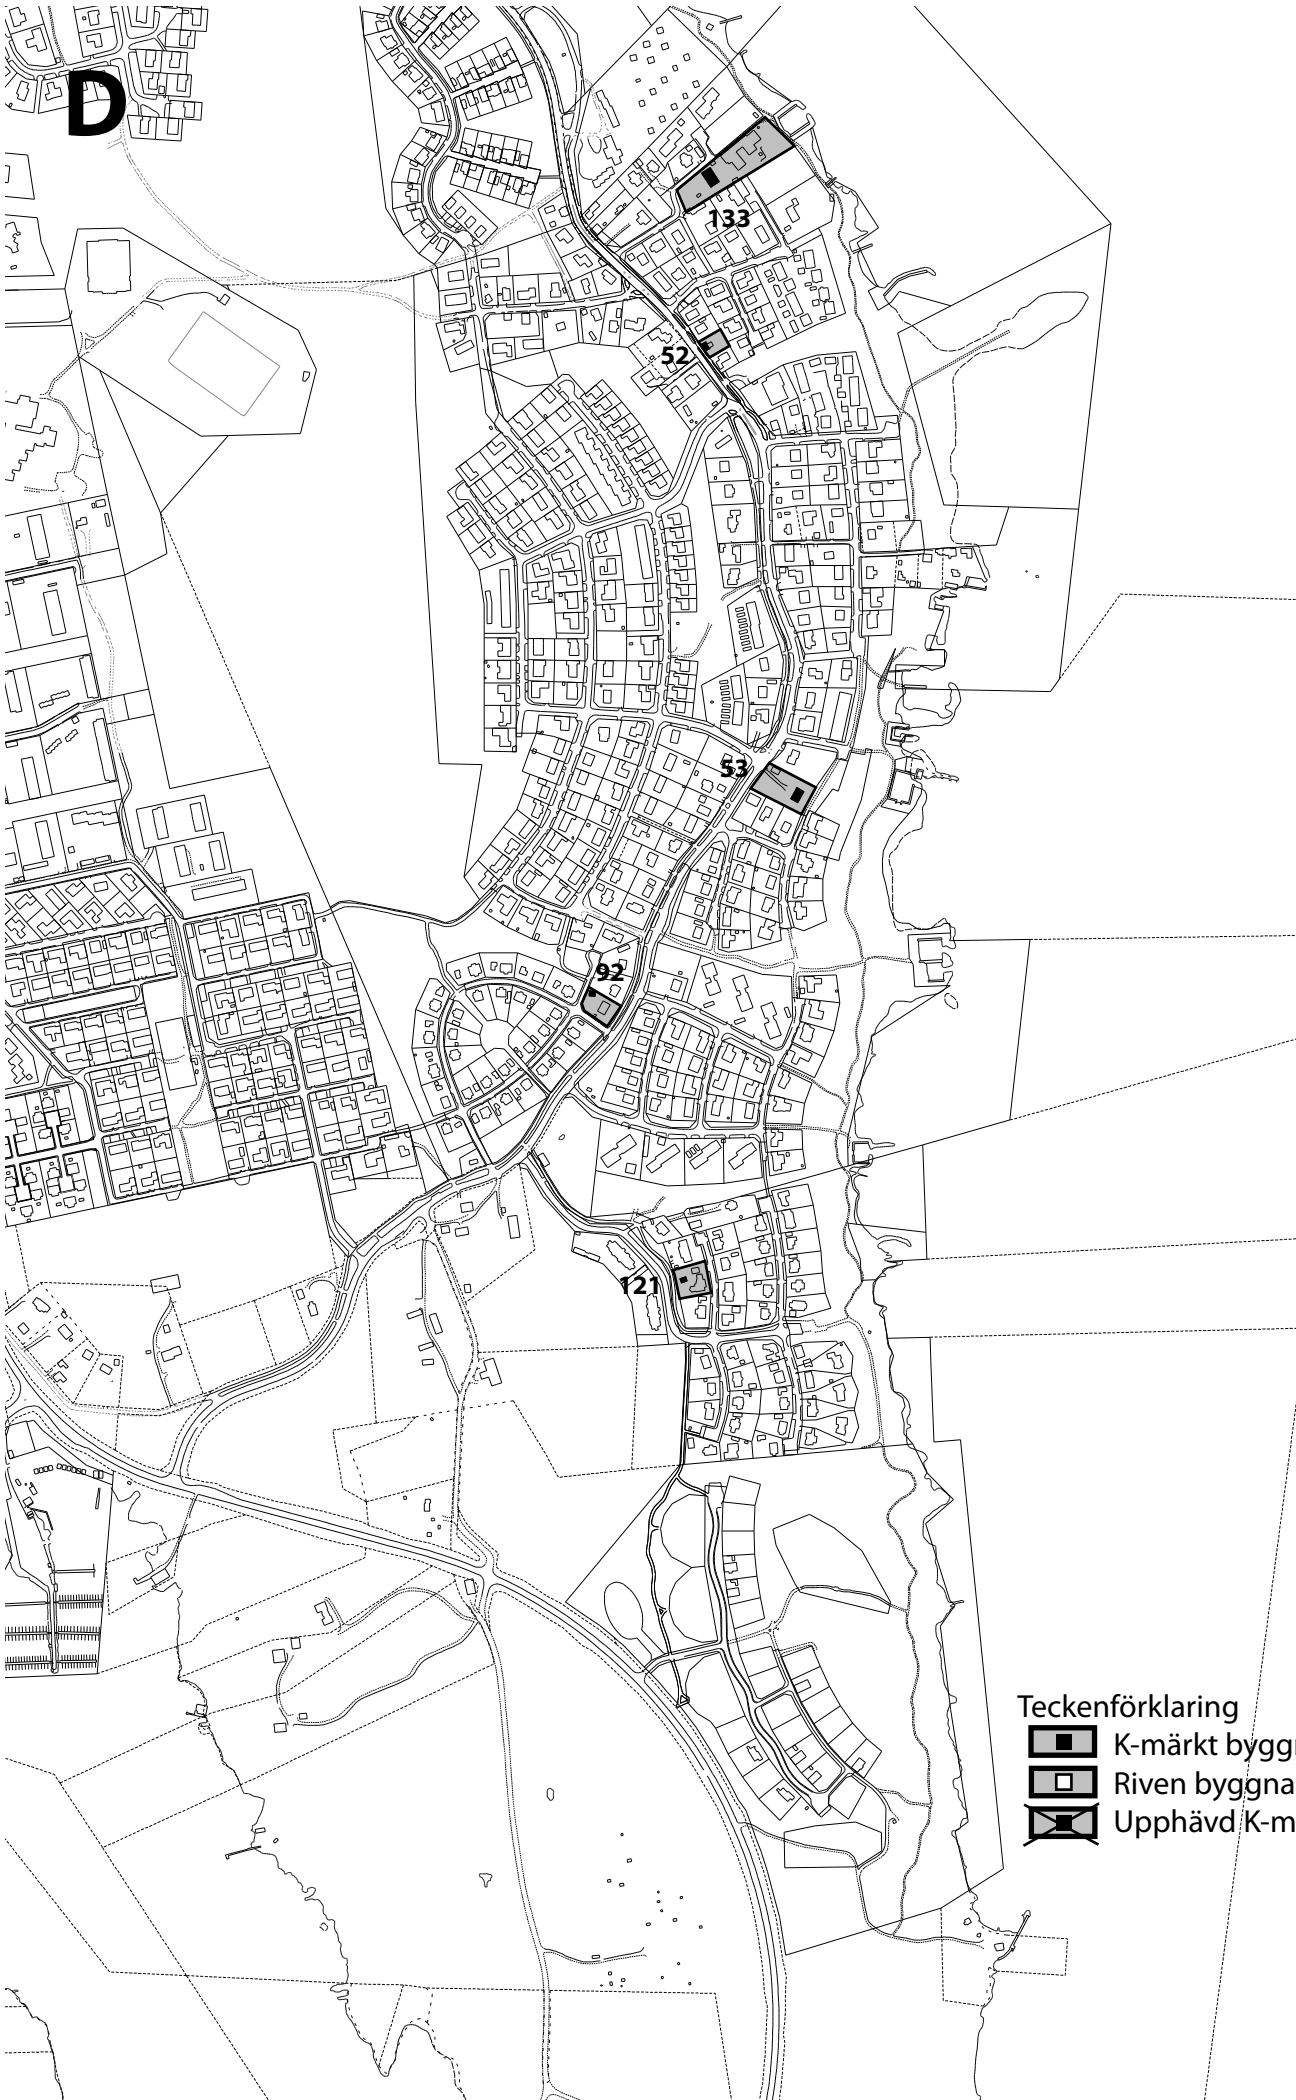 D
133
52
53
92
121
Teckenförklaring
K-märkt byggn
Riven byggna
Upphävd K-m